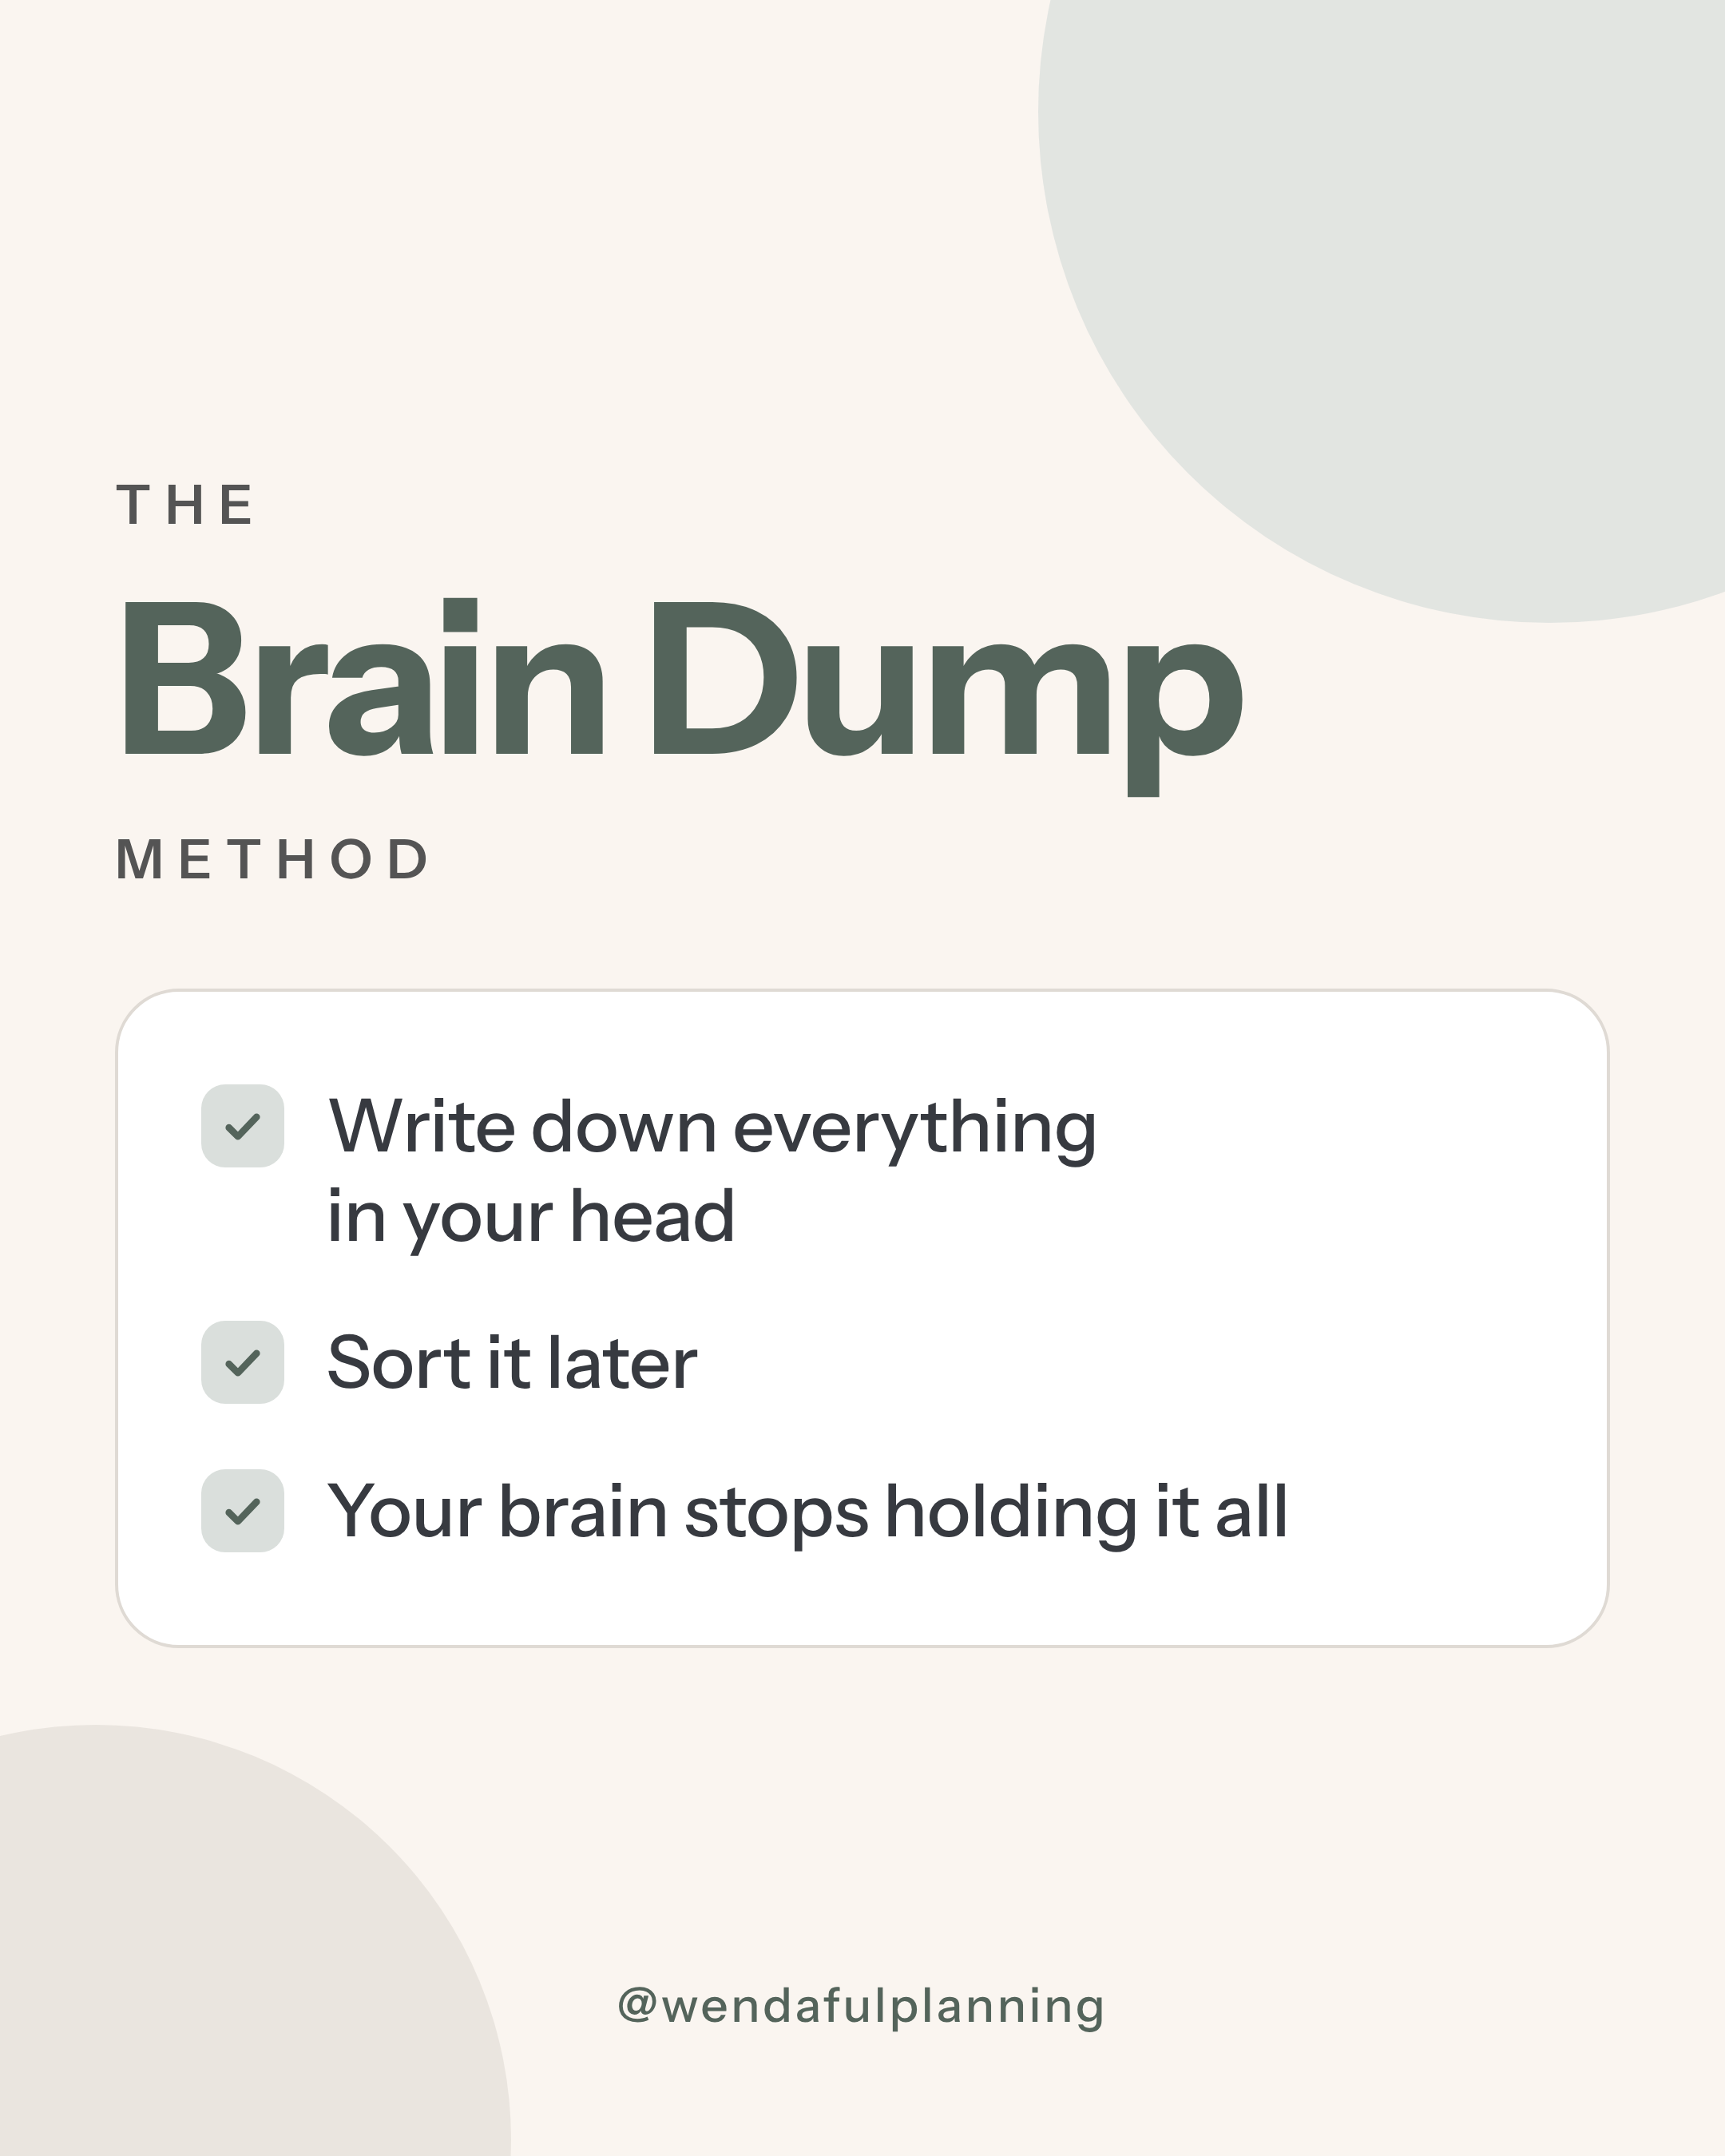 THE
Brain Dump
METHOD
Write down everything
in your head
Sort it later
Your brain stops holding it all
@wendafulplanning